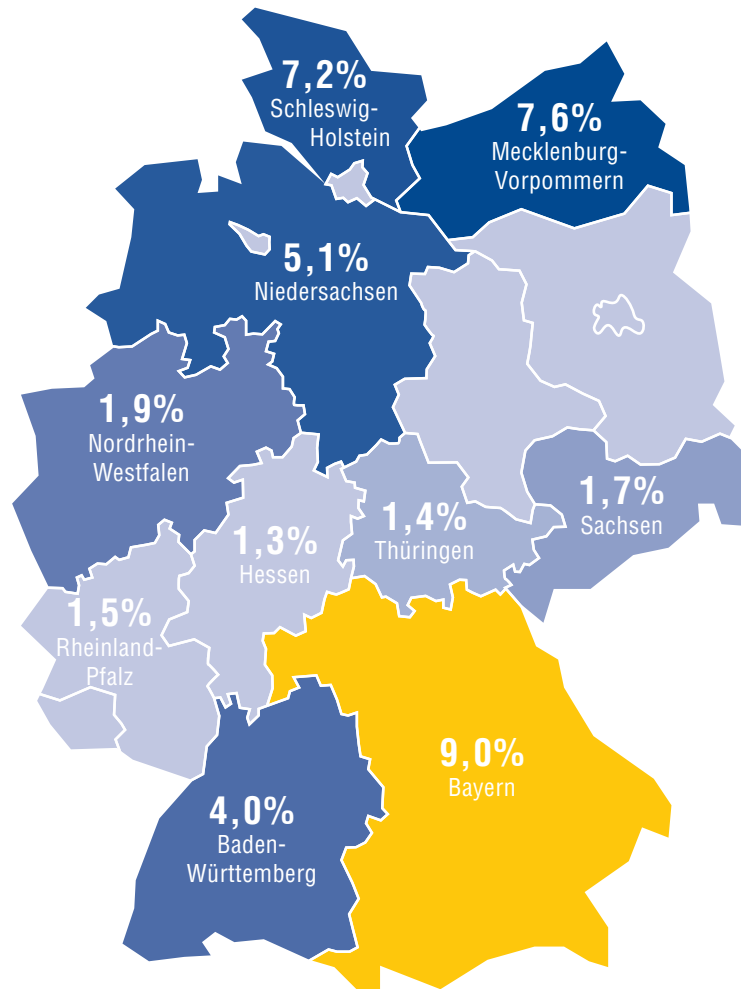 7,2%
Schleswig-
Holstein
7,6%
Mecklenburg-
Vorpommern
5,1%
Niedersachsen
1,9%
Nordrhein-
Westfalen
1,7%
Sachsen
1,4%
Thüringen
1,3%
Hessen
1,5%
Rheinland-
Pfalz
9,0%
Bayern
4,0%
Baden-
Württemberg